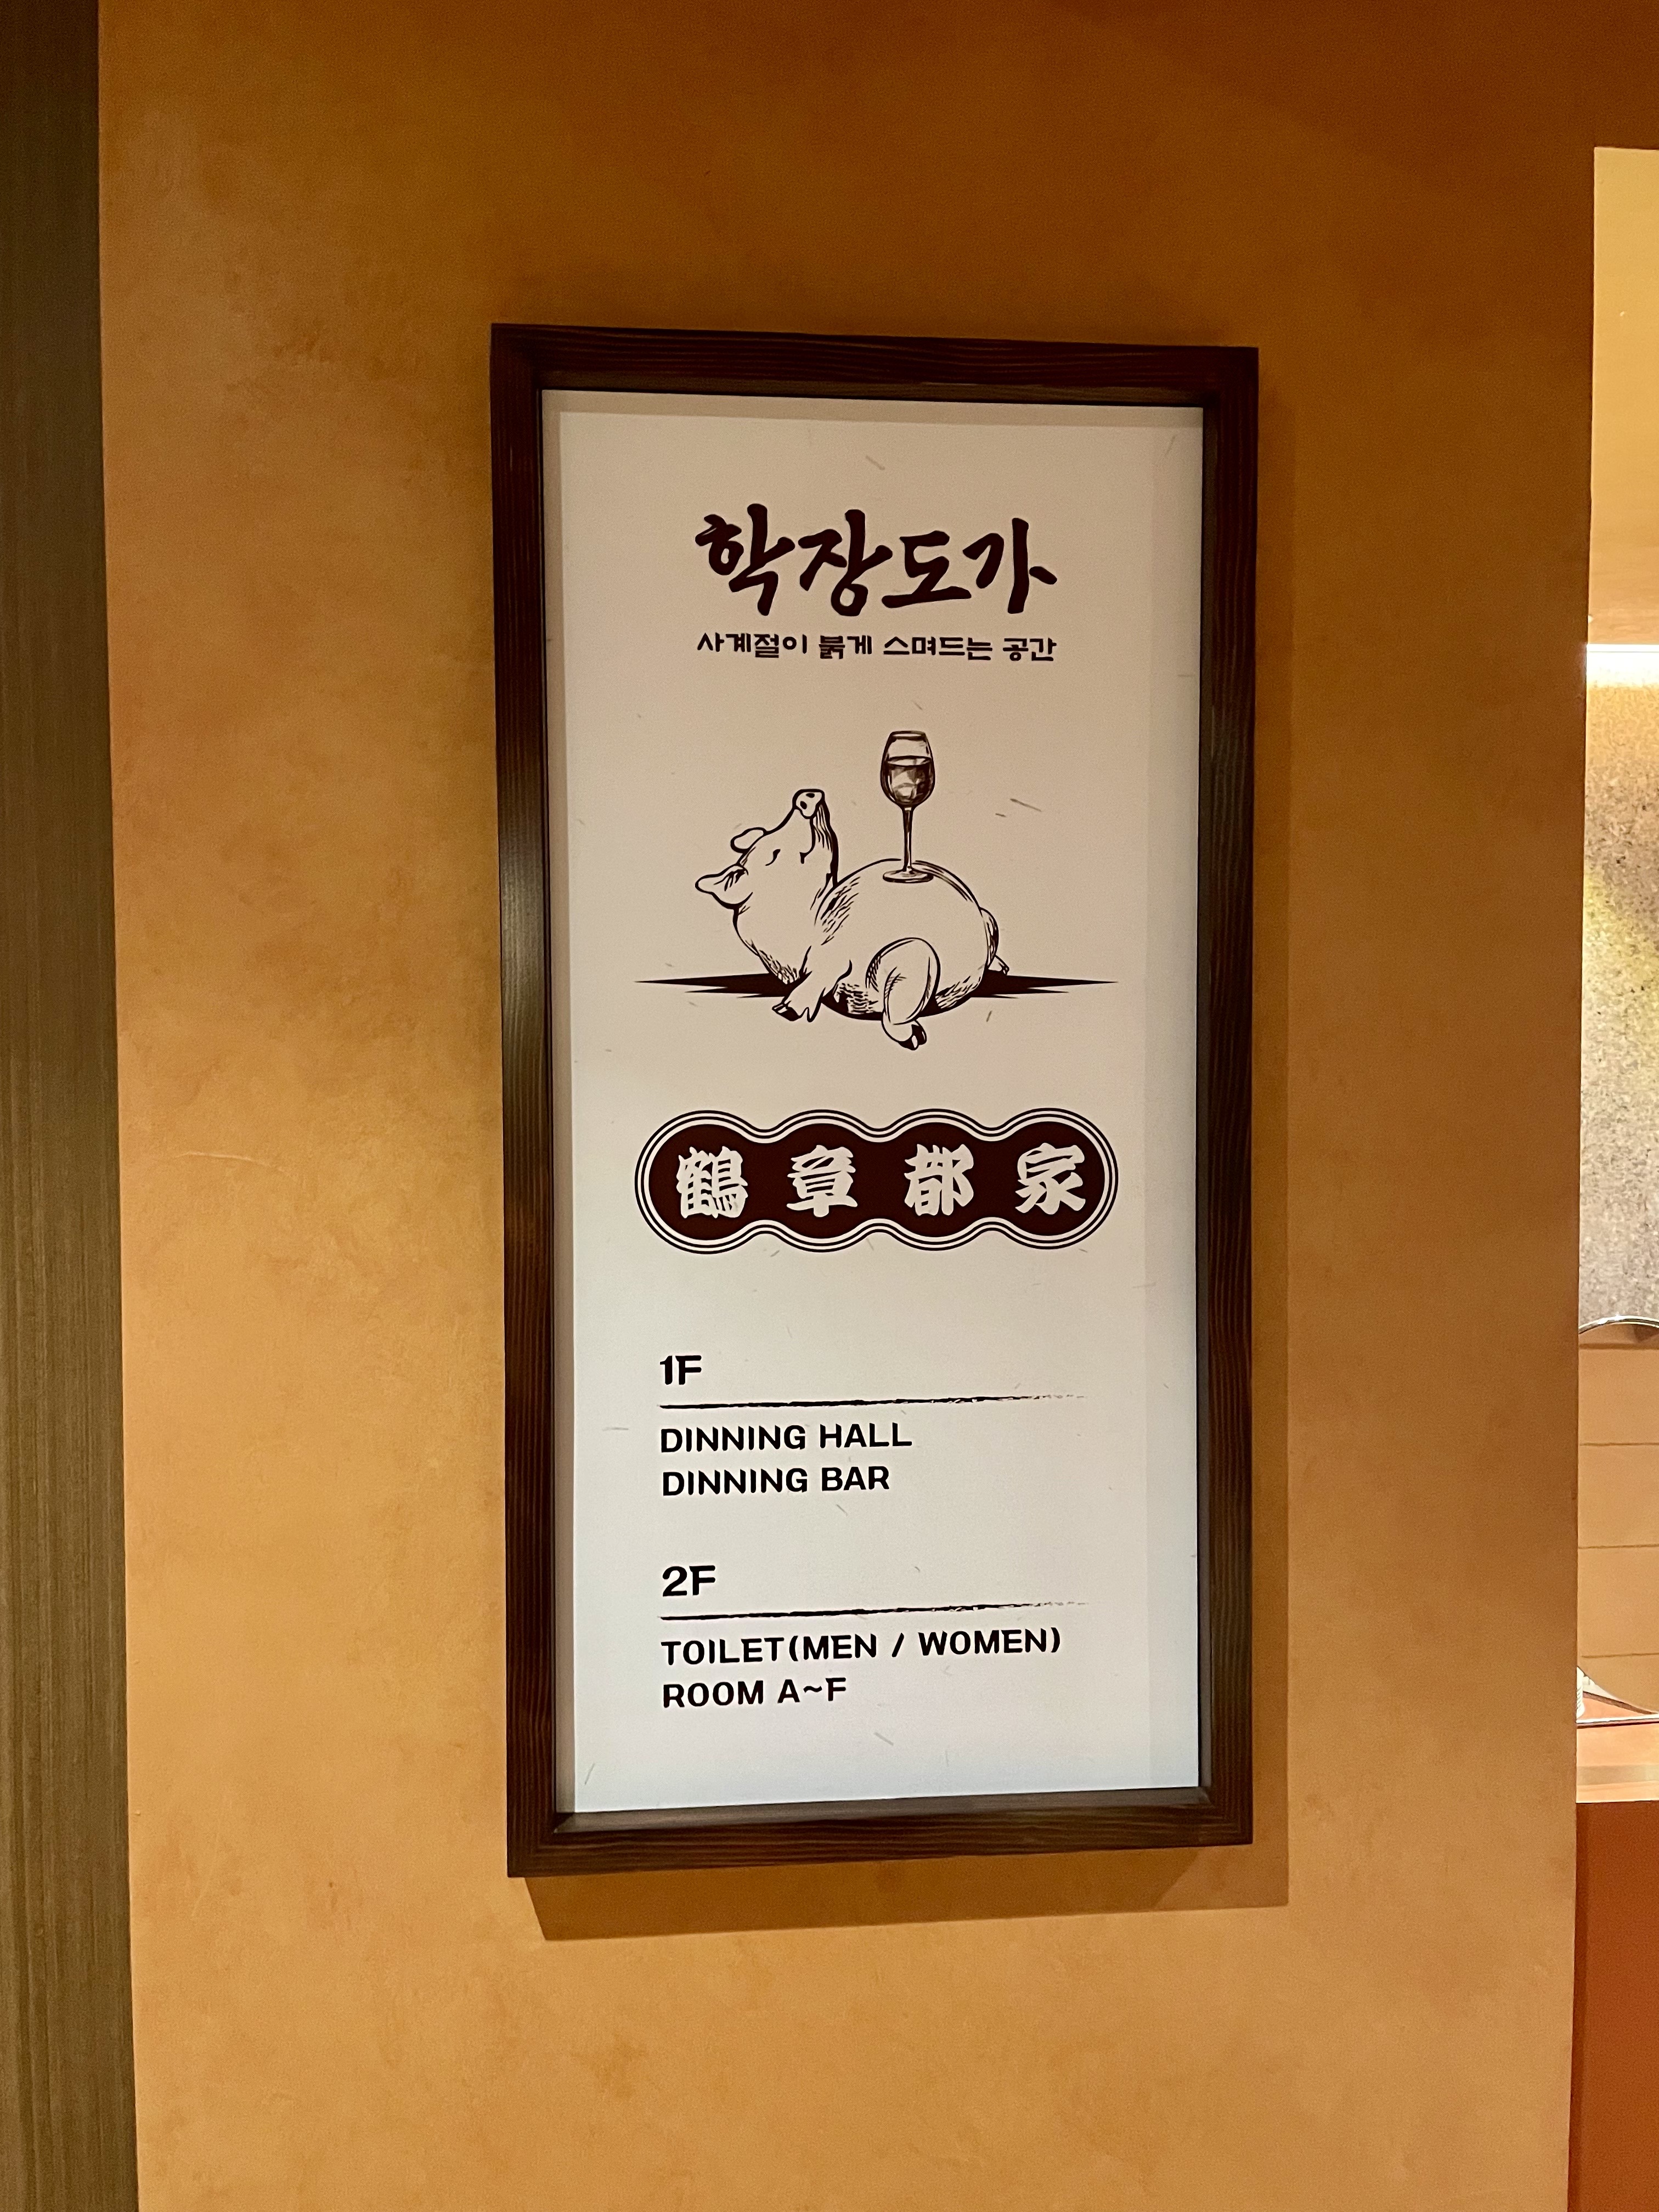 학장도가
사계절이 붉게 스며드는 공간
鶴章都家
1F
DINNING HALL
DINNING BAR
2F
TOILET(MEN / WOMEN)
ROOM A~F